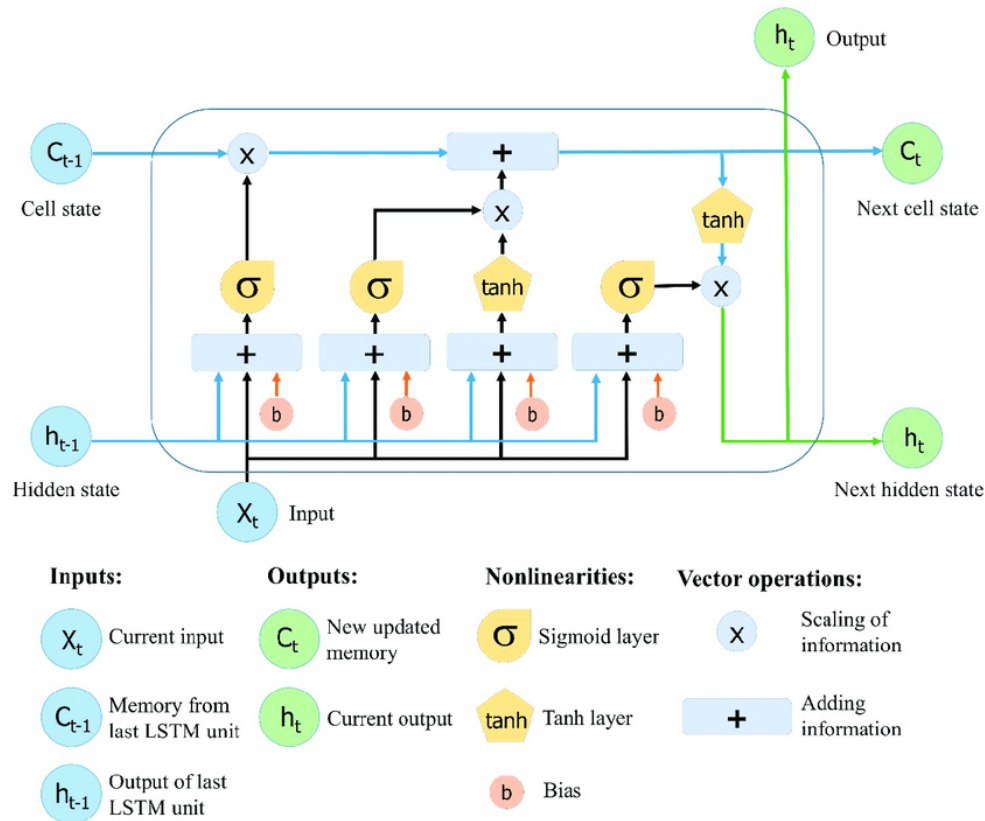 hₜ Output
Cₜ₋₁ x + Cₜ
Cell state Next cell state
x tanh
σ σ tanh σ x
+ + + +
b b b b
hₜ₋₁ hₜ
Hidden state Next hidden state
Xₜ Input
Inputs: Outputs: Nonlinearities: Vector operations:
Xₜ Current input
Cₜ₋₁ Memory from
last LSTM unit
hₜ₋₁ Output of last
LSTM unit
Cₜ New updated
memory
hₜ Current output
σ Sigmoid layer
tanh Tanh layer
b Bias
x Scaling of
information
+ Adding
information